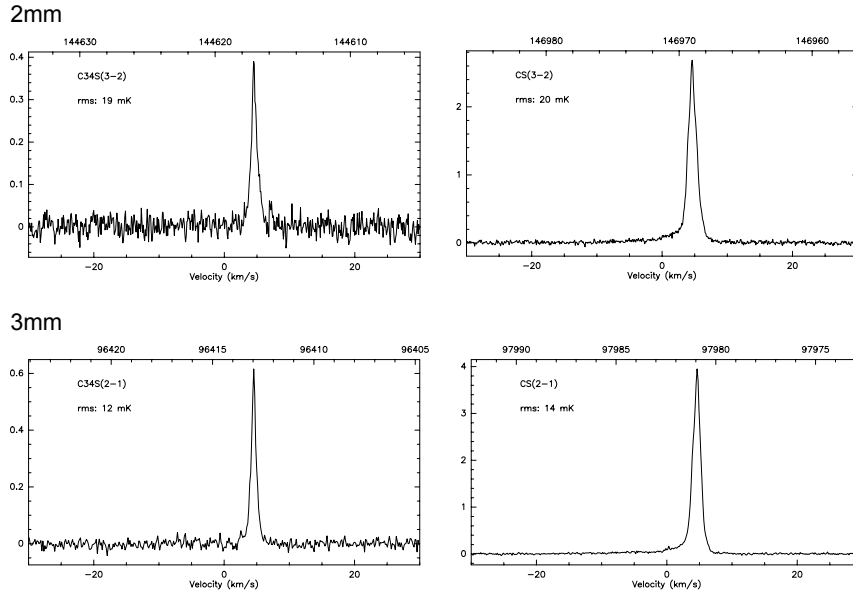 2mm
144630 144620 144610
C34S(3-2)
rms: 19 mK
0.4
0.3
0.2
0.1
0
-20 0 20
Velocity (km/s)
146980 146970 146960
CS(3-2)
rms: 20 mK
2
1
0
-20 0 20
Velocity (km/s)
3mm
96420 96415 96410 96405
C34S(2-1)
rms: 12 mK
0.6
0.4
0.2
0
-20 0 20
Velocity (km/s)
97990 97985 97980 97975
CS(2-1)
rms: 14 mK
4
3
2
1
0
-20 0 20
Velocity (km/s)